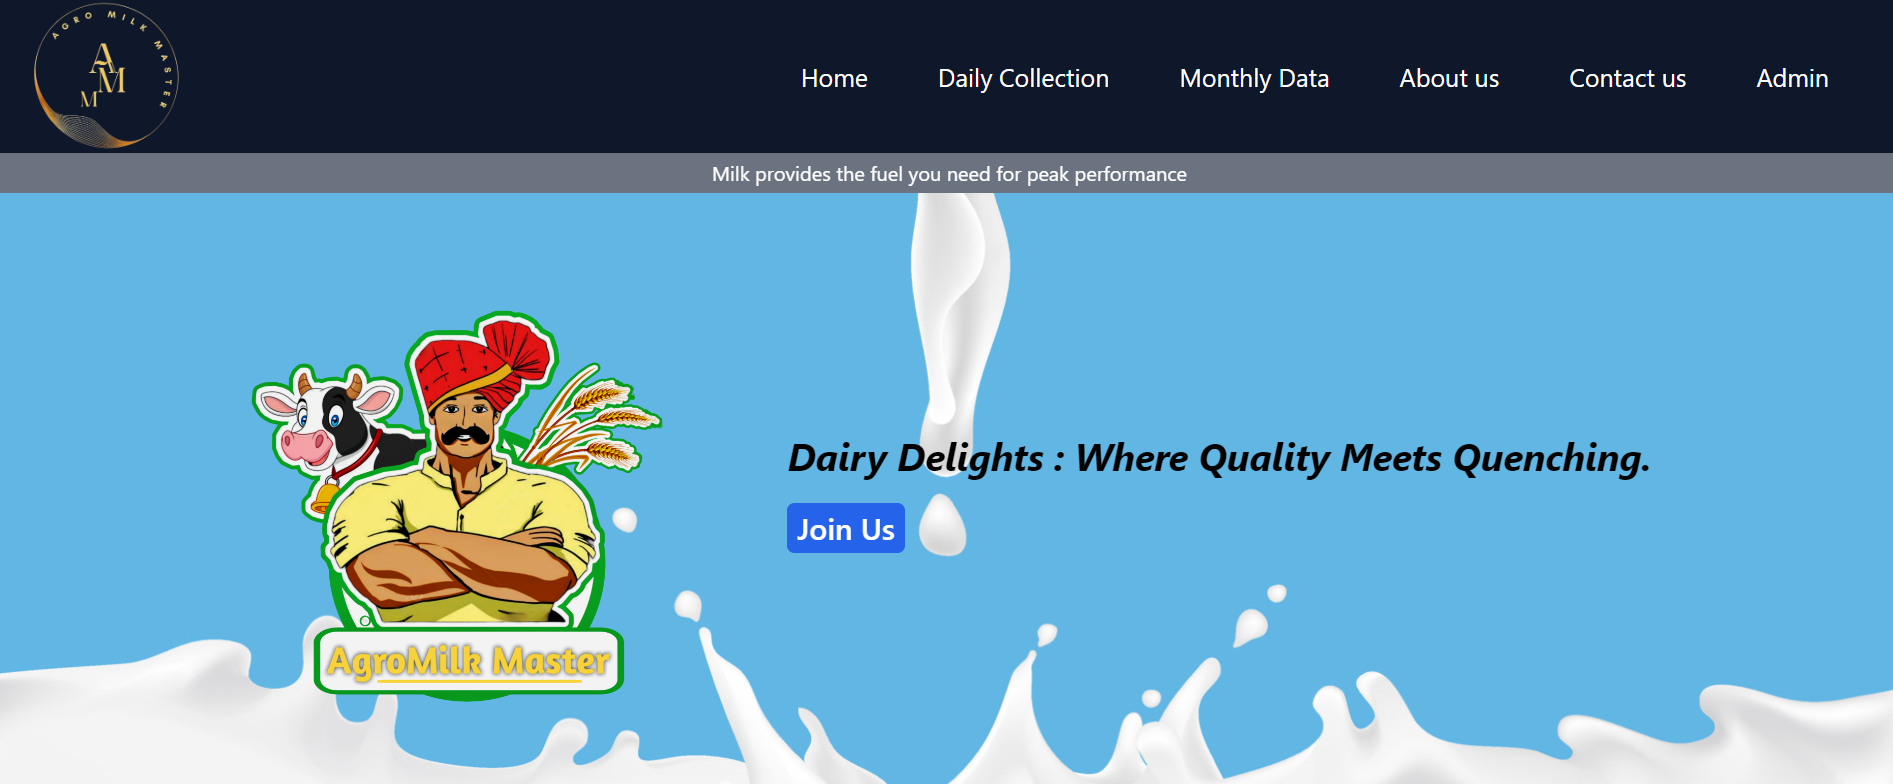 AGRO MILK MASTER
A
M
M
Home Daily Collection Monthly Data About us Contact us Admin
Milk provides the fuel you need for peak performance
Dairy Delights : Where Quality Meets Quenching.
Join Us
AgroMilk Master